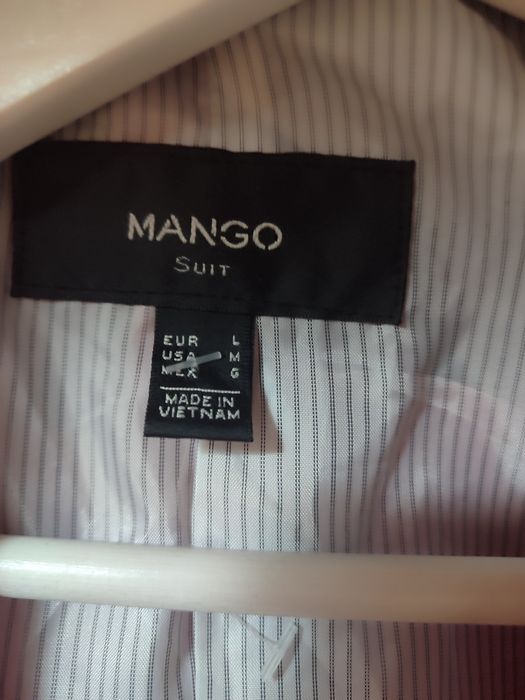 MANGO
SUIT
EUR L
USA M
MEX G
MADE IN
VIETNAM